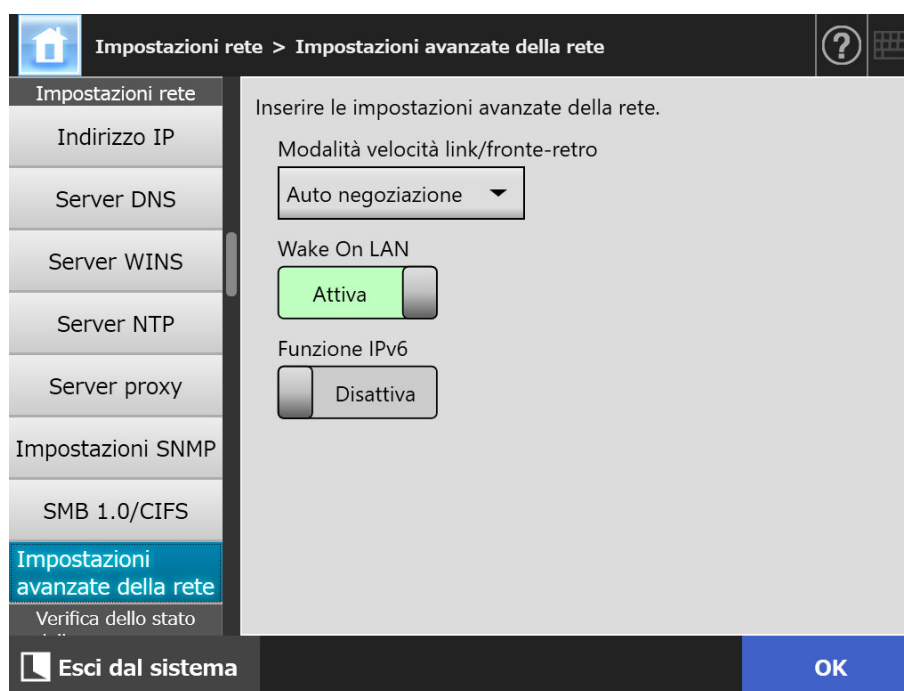 Impostazioni rete > Impostazioni avanzate della rete
?
Impostazioni rete
Indirizzo IP
Server DNS
Server WINS
Server NTP
Server proxy
Impostazioni SNMP
SMB 1.0/CIFS
Impostazioni
avanzate della rete
Verifica dello stato
Inserire le impostazioni avanzate della rete.
Modalità velocità link/fronte-retro
Auto negoziazione
Wake On LAN
Attiva
Funzione IPv6
Disattiva
Esci dal sistema
OK